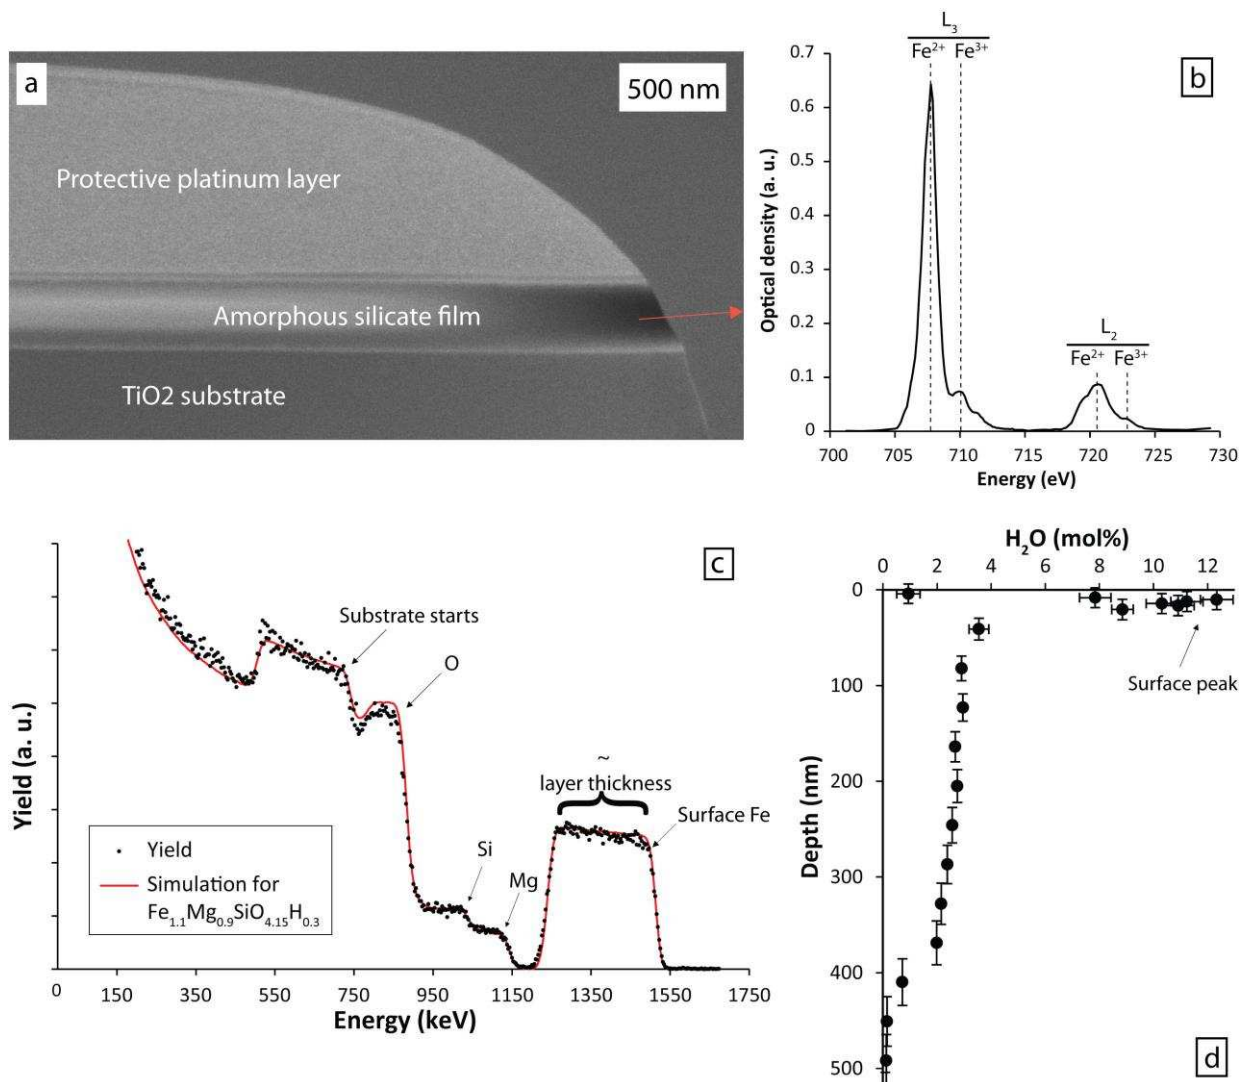 a
500 nm
Protective platinum layer
Amorphous silicate film
TiO2 substrate
b
L₃
Fe²⁺ Fe³⁺
L₂
Fe²⁺ Fe³⁺
Optical density (a. u.)
0.7
0.6
0.5
0.4
0.3
0.2
0.1
0
700 705 710 715 720 725 730
Energy (eV)
c
Substrate starts
O
~
layer thickness
Surface Fe
Si
Mg
Yield (a. u.)
Yield
Simulation for
Fe₁.₁Mg₀.₉SiO₄.₁₅H₀.₃
0 150 350 550 750 950 1150 1350 1550 1750
Energy (keV)
H₂O (mol%)
0 2 4 6 8 10 12
Surface peak
Depth (nm)
0
100
200
300
400
500
d